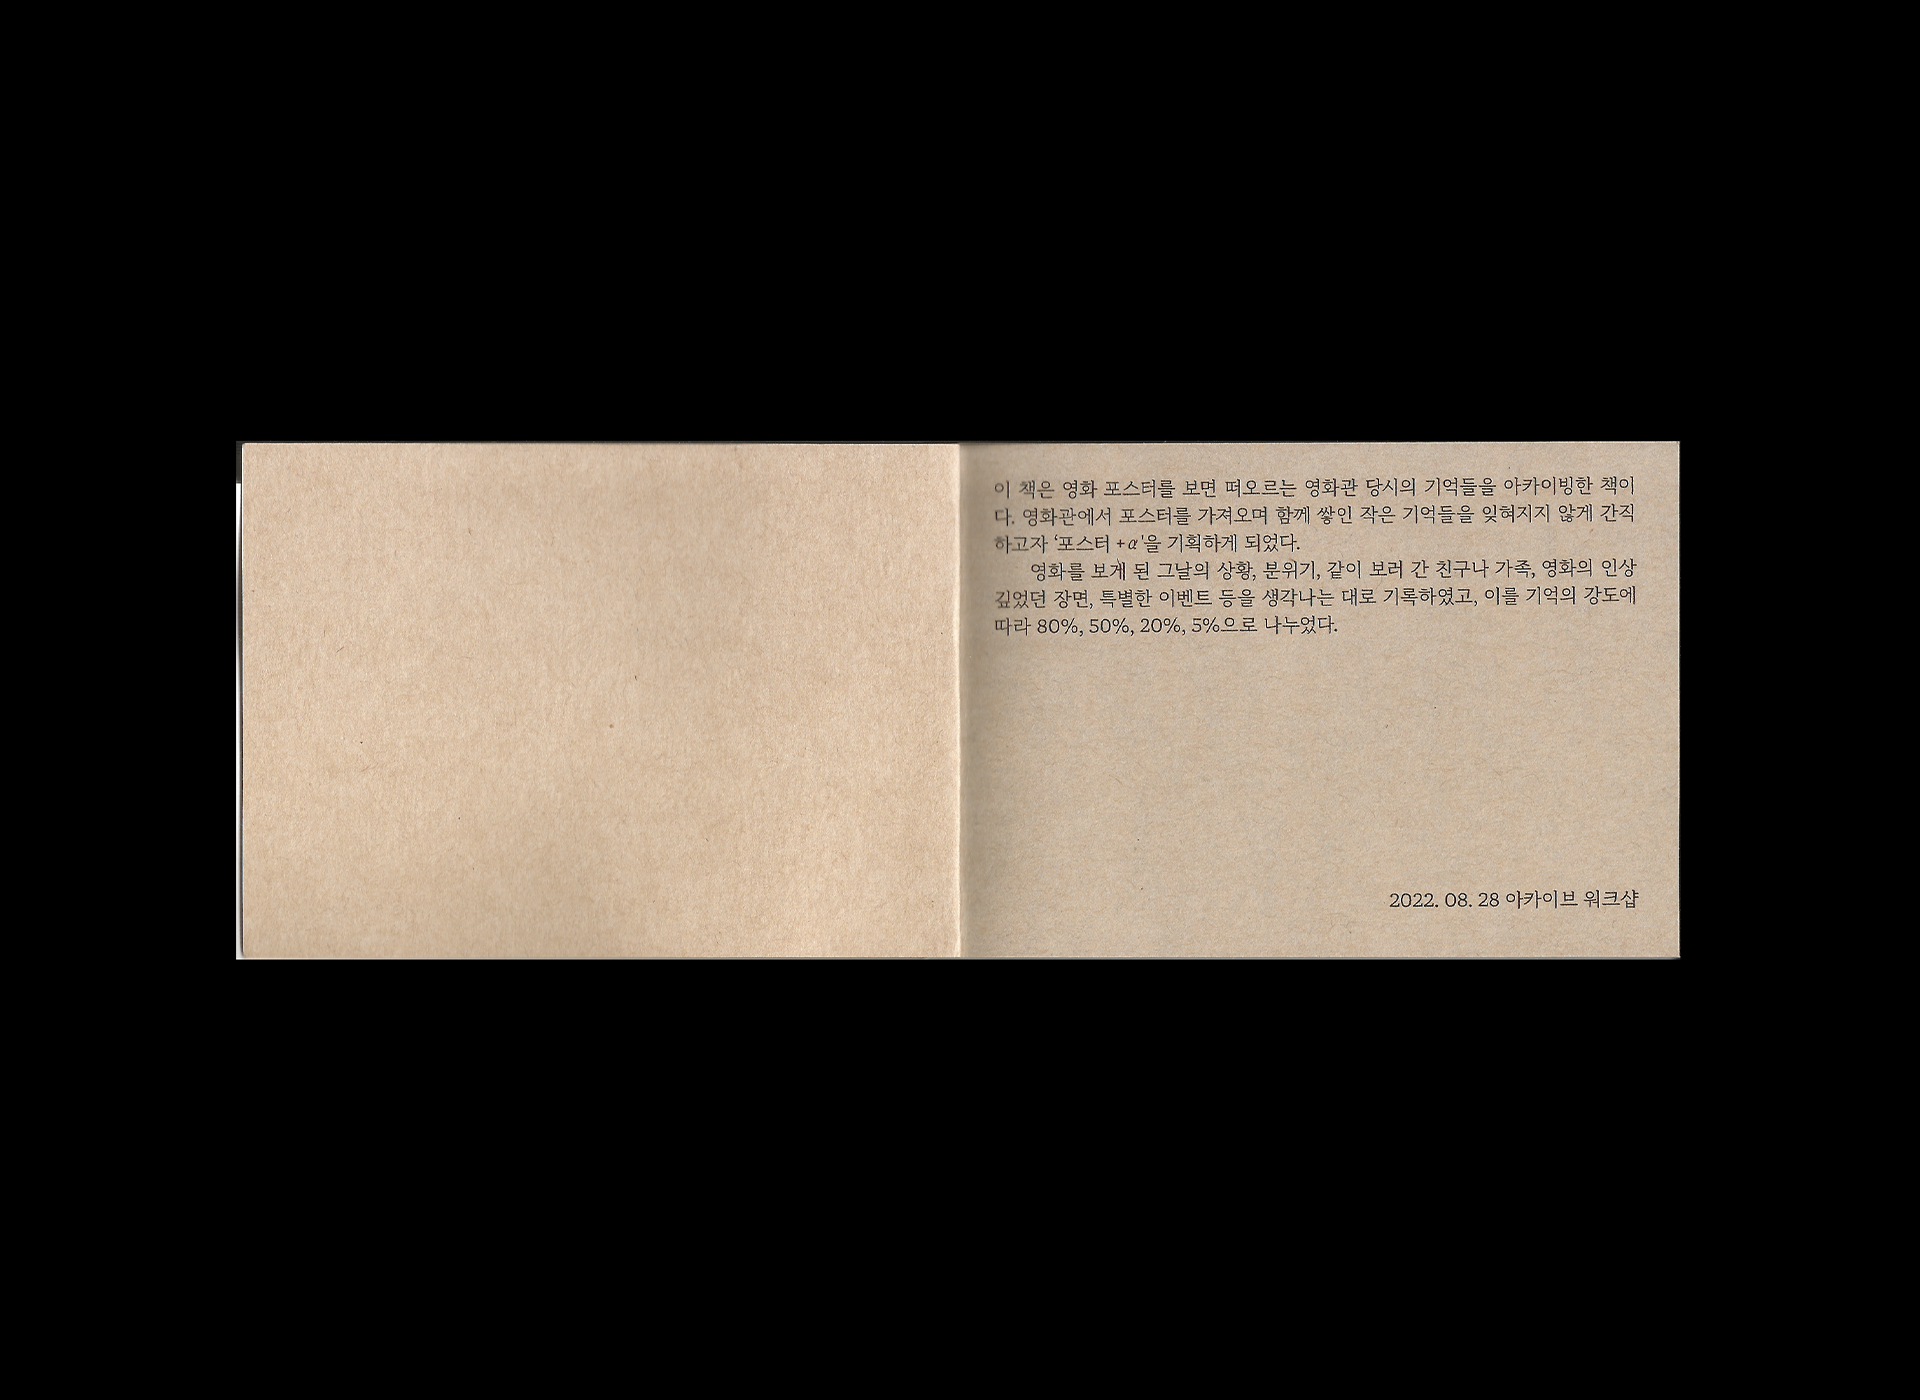 이 책은 영화 포스터를 보면 떠오르는 영화관 당시의 기억들을 아카이빙한 책이
다. 영화관에서 포스터를 가져오며 함께 쌓인 작은 기억들을 잊혀지지 않게 간직
하고자 ‘포스터 +α'을 기획하게 되었다.
영화를 보게 된 그날의 상황, 분위기, 같이 보러 간 친구나 가족, 영화의 인상
깊었던 장면, 특별한 이벤트 등을 생각나는 대로 기록하였고, 이를 기억의 강도에
따라 80%, 50%, 20%, 5%으로 나누었다.
2022. 08. 28 아카이브 워크샵